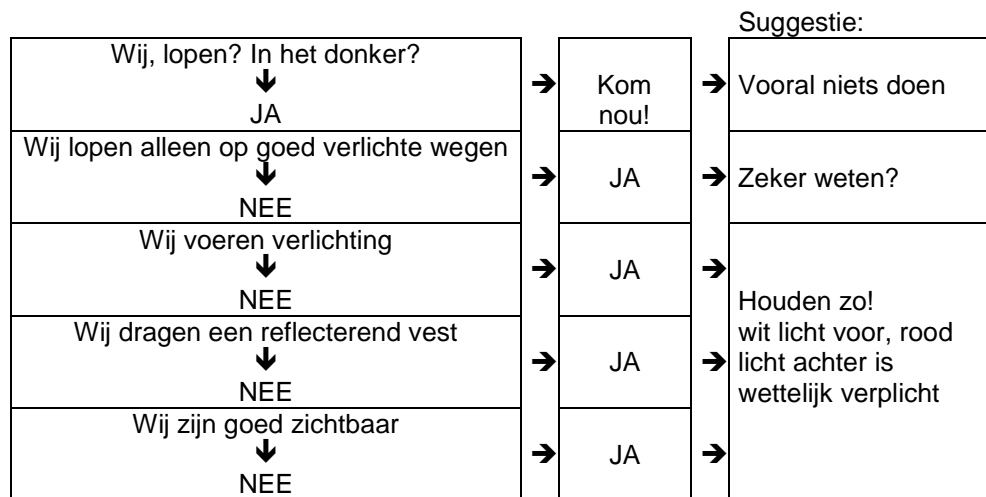 Suggestie:
Wij, lopen? In het donker?
JA
Kom
nou!
Vooral niets doen
Wij lopen alleen op goed verlichte wegen
NEE
JA
Zeker weten?
Wij voeren verlichting
NEE
JA
Wij dragen een reflecterend vest
NEE
JA
Wij zijn goed zichtbaar
NEE
JA
Houden zo!
wit licht voor, rood
licht achter is
wettelijk verplicht